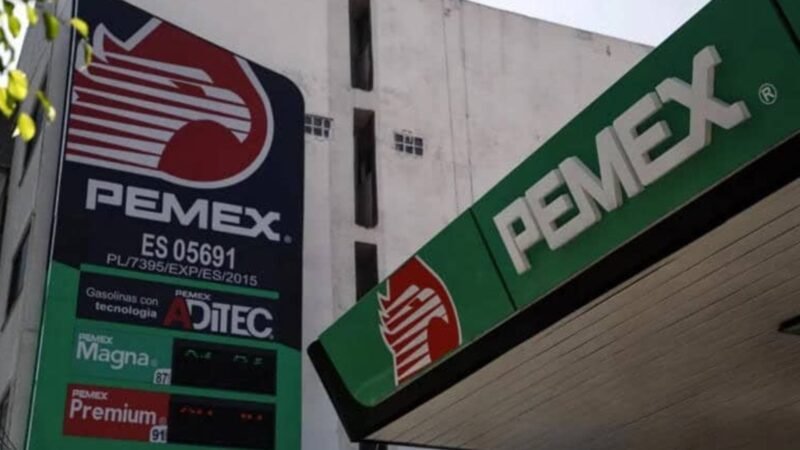 PEMEX®
ES 05691
PL/7395/EXP/ES/2015
Gasolinas con
tecnología
PEMEX
ADiTEC
PEMEX
Magna®
87
PEMEX
Premium®
91
PEMEX®